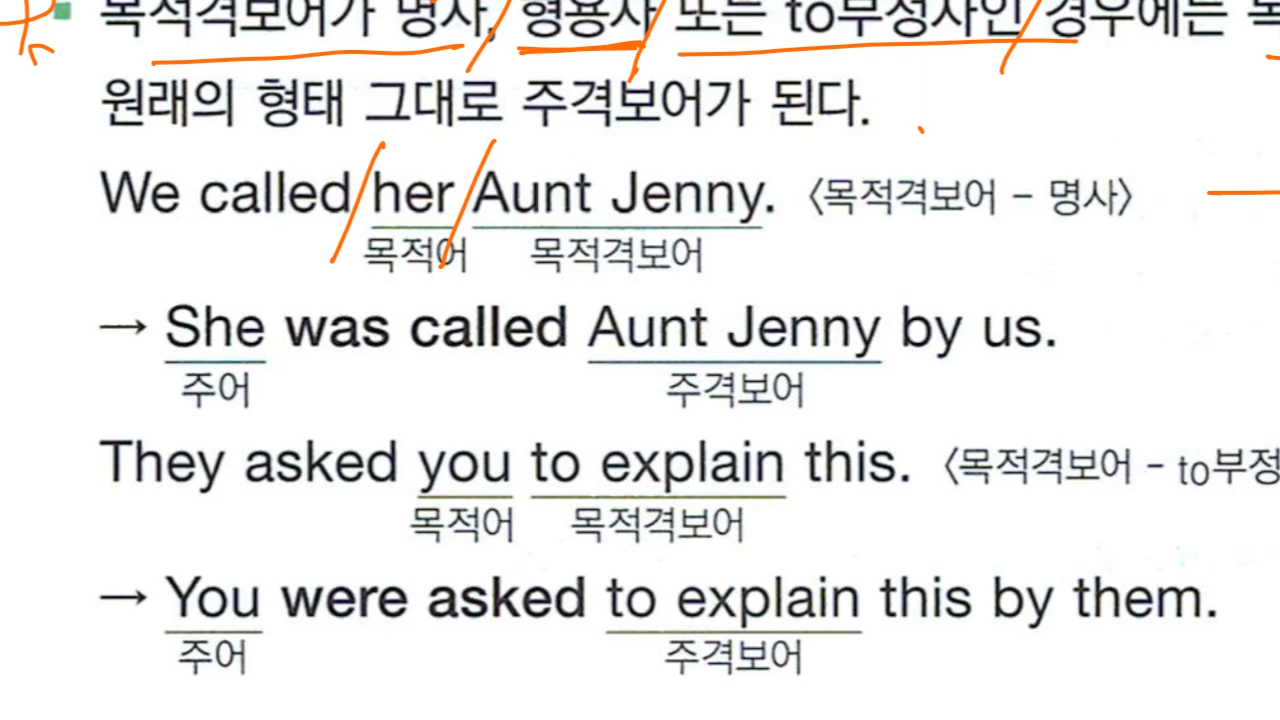 목적격보어가 명사, 형용사 또는 to부정사인 경우에는
원래의 형태 그대로 주격보어가 된다.
We called her Aunt Jenny. 〈목적격보어 - 명사〉
목적어 목적격보어
→ She was called Aunt Jenny by us.
주어 주격보어
They asked you to explain this. 〈목적격보어 - to부정
목적어 목적격보어
→ You were asked to explain this by them.
주어 주격보어